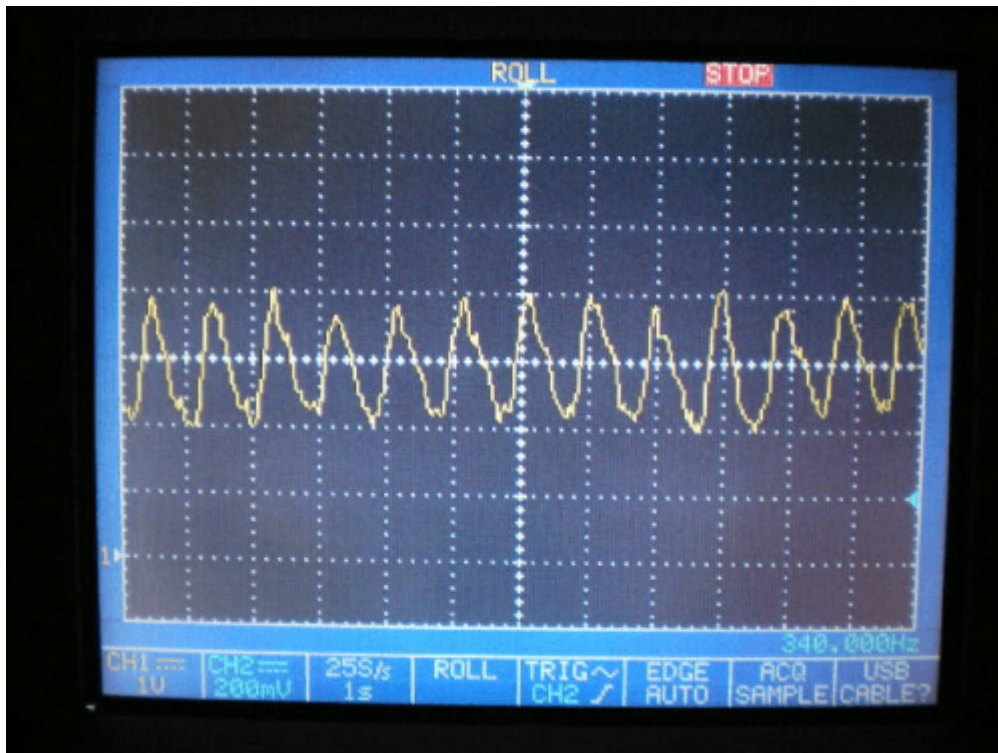 ROLL STOP
1
340.000Hz
CH1 CH2 25S/s ROLL TRIG EDGE ACQ USB
1V 200mV 1s CH2 AUTO SAMPLE CABLE?